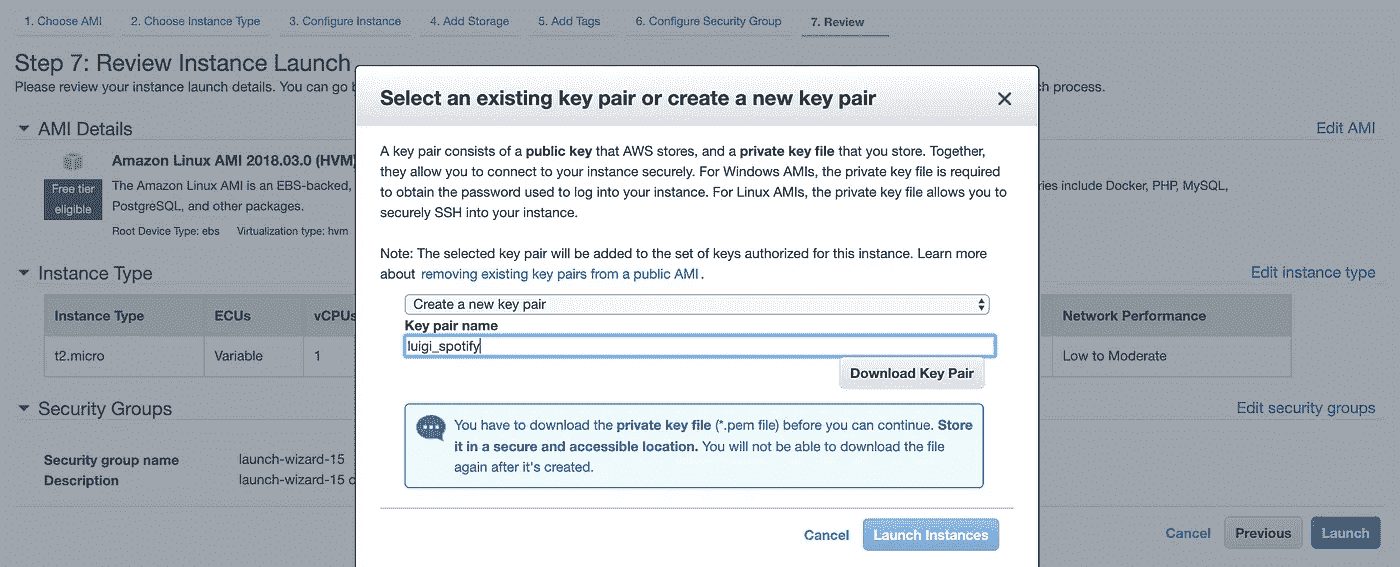 1. Choose AMI 2. Choose Instance Type 3. Configure Instance 4. Add Storage 5. Add Tags 6. Configure Security Group 7. Review
Step 7: Review Instance Launch
Please review your instance launch details. You can go
ch process.
AMI Details
Edit AMI
Amazon Linux AMI 2018.03.0 (HVM)
Free tier
eligible
The Amazon Linux AMI is an EBS-backed,
include Docker, PHP, MySQL,
PostgreSQL, and other packages.
Root Device Type: ebs Virtualization type: hvm
Instance Type
Edit instance type
Instance Type ECUs vCPUs Network Performance
t2.micro Variable 1 Low to Moderate
Security Groups
Edit security groups
Security group name launch-wizard-15
Description launch-wizard-15
Cancel Previous Launch
Select an existing key pair or create a new key pair
A key pair consists of a public key that AWS stores, and a private key file that you store. Together,
they allow you to connect to your instance securely. For Windows AMIs, the private key file is required
to obtain the password used to log into your instance. For Linux AMIs, the private key file allows you to
securely SSH into your instance.
Note: The selected key pair will be added to the set of keys authorized for this instance. Learn more
about removing existing key pairs from a public AMI.
Create a new key pair
Key pair name
luigi_spotify
Download Key Pair
You have to download the private key file (*.pem file) before you can continue. Store
it in a secure and accessible location. You will not be able to download the file
again after it's created.
Cancel Launch Instances